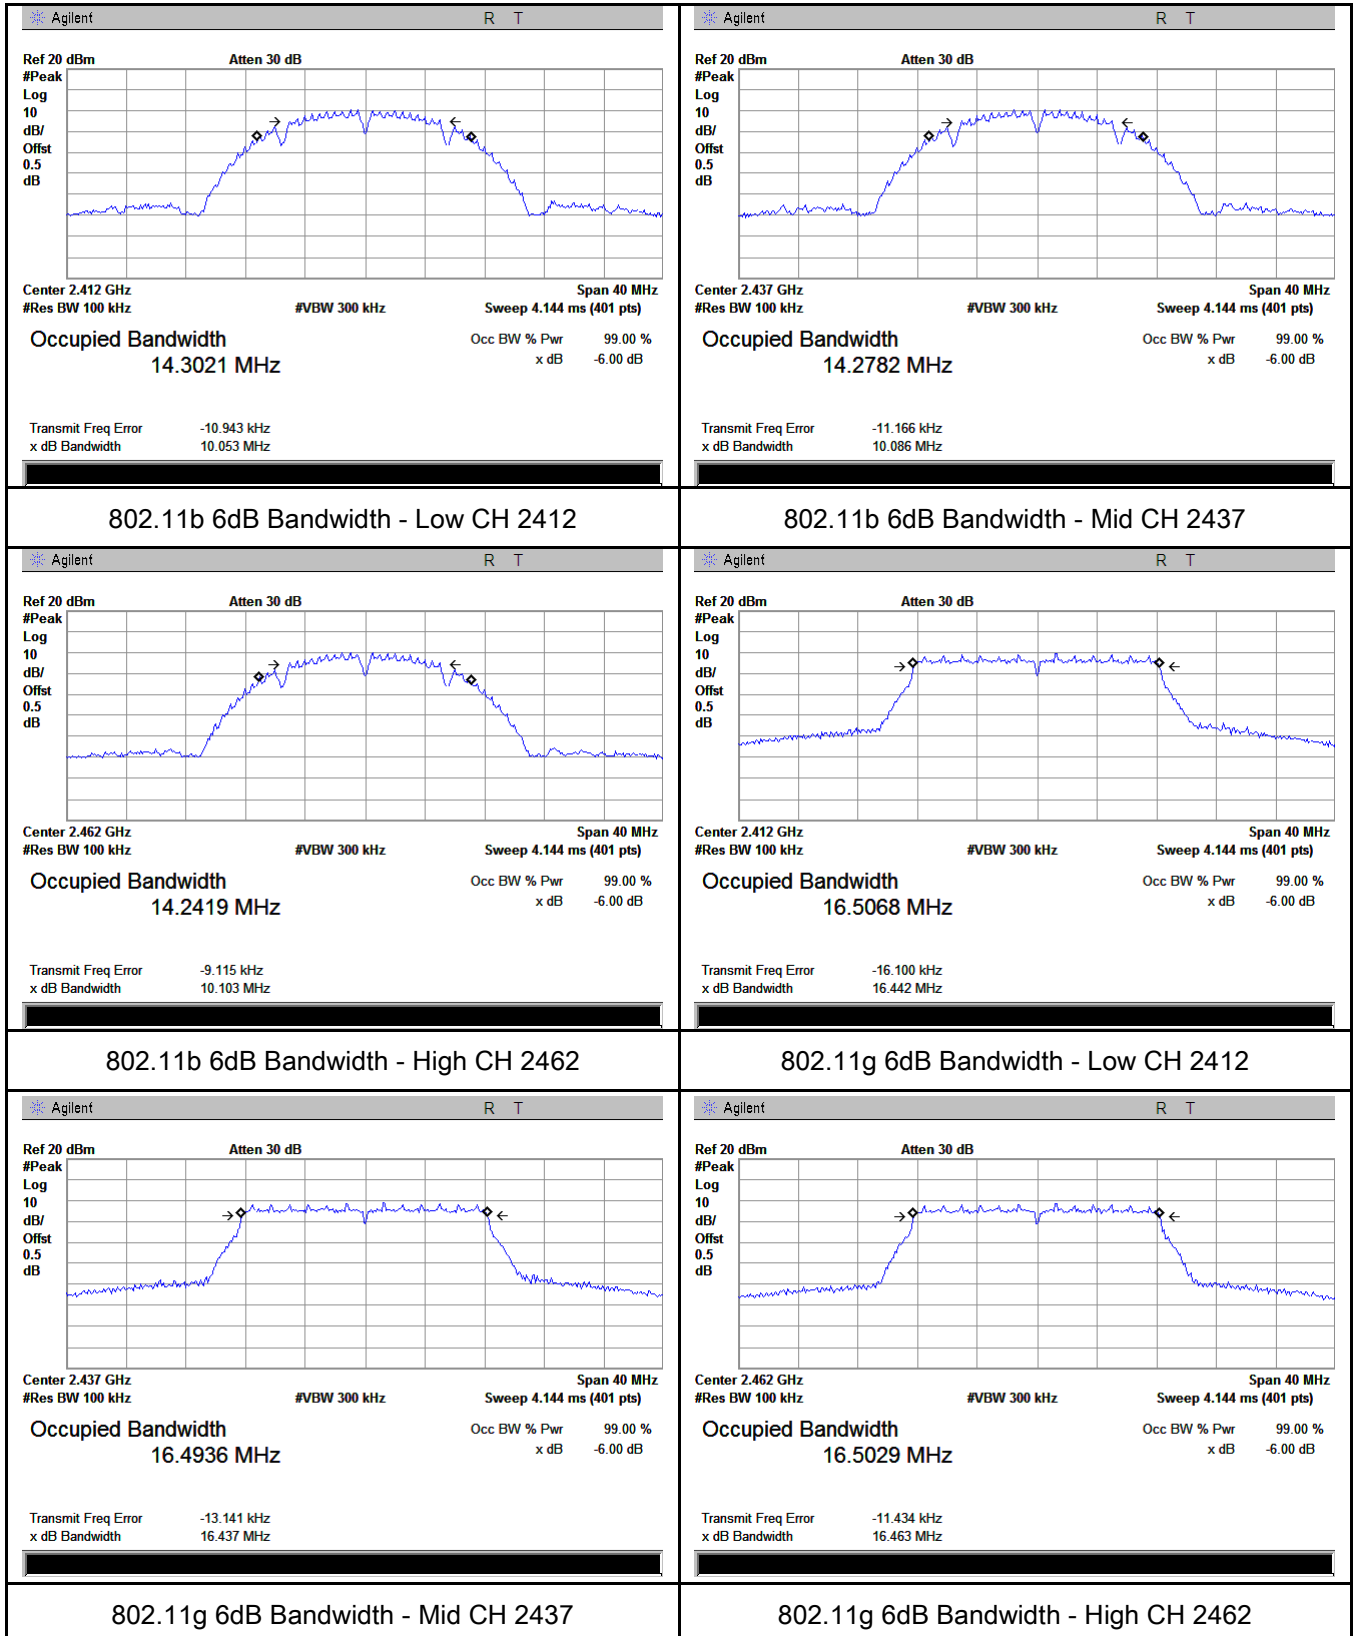 Agilent R T
Ref 20 dBm Atten 30 dB
#Peak
Log
10
dB/
Offst
0.5
dB
Center 2.412 GHz Span 40 MHz
#Res BW 100 kHz #VBW 300 kHz Sweep 4.144 ms (401 pts)
Occupied Bandwidth Occ BW % Pwr 99.00 %
14.3021 MHz x dB -6.00 dB
Transmit Freq Error -10.943 kHz
x dB Bandwidth 10.053 MHz
802.11b 6dB Bandwidth - Low CH 2412
Agilent R T
Ref 20 dBm Atten 30 dB
#Peak
Log
10
dB/
Offst
0.5
dB
Center 2.437 GHz Span 40 MHz
#Res BW 100 kHz #VBW 300 kHz Sweep 4.144 ms (401 pts)
Occupied Bandwidth Occ BW % Pwr 99.00 %
14.2782 MHz x dB -6.00 dB
Transmit Freq Error -11.166 kHz
x dB Bandwidth 10.086 MHz
802.11b 6dB Bandwidth - Mid CH 2437
Agilent R T
Ref 20 dBm Atten 30 dB
#Peak
Log
10
dB/
Offst
0.5
dB
Center 2.462 GHz Span 40 MHz
#Res BW 100 kHz #VBW 300 kHz Sweep 4.144 ms (401 pts)
Occupied Bandwidth Occ BW % Pwr 99.00 %
14.2419 MHz x dB -6.00 dB
Transmit Freq Error -9.115 kHz
x dB Bandwidth 10.103 MHz
802.11b 6dB Bandwidth - High CH 2462
Agilent R T
Ref 20 dBm Atten 30 dB
#Peak
Log
10
dB/
Offst
0.5
dB
Center 2.412 GHz Span 40 MHz
#Res BW 100 kHz #VBW 300 kHz Sweep 4.144 ms (401 pts)
Occupied Bandwidth Occ BW % Pwr 99.00 %
16.5068 MHz x dB -6.00 dB
Transmit Freq Error -16.100 kHz
x dB Bandwidth 16.442 MHz
802.11g 6dB Bandwidth - Low CH 2412
Agilent R T
Ref 20 dBm Atten 30 dB
#Peak
Log
10
dB/
Offst
0.5
dB
Center 2.437 GHz Span 40 MHz
#Res BW 100 kHz #VBW 300 kHz Sweep 4.144 ms (401 pts)
Occupied Bandwidth Occ BW % Pwr 99.00 %
16.4936 MHz x dB -6.00 dB
Transmit Freq Error -13.141 kHz
x dB Bandwidth 16.437 MHz
802.11g 6dB Bandwidth - Mid CH 2437
Agilent R T
Ref 20 dBm Atten 30 dB
#Peak
Log
10
dB/
Offst
0.5
dB
Center 2.462 GHz Span 40 MHz
#Res BW 100 kHz #VBW 300 kHz Sweep 4.144 ms (401 pts)
Occupied Bandwidth Occ BW % Pwr 99.00 %
16.5029 MHz x dB -6.00 dB
Transmit Freq Error -11.434 kHz
x dB Bandwidth 16.463 MHz
802.11g 6dB Bandwidth - High CH 2462